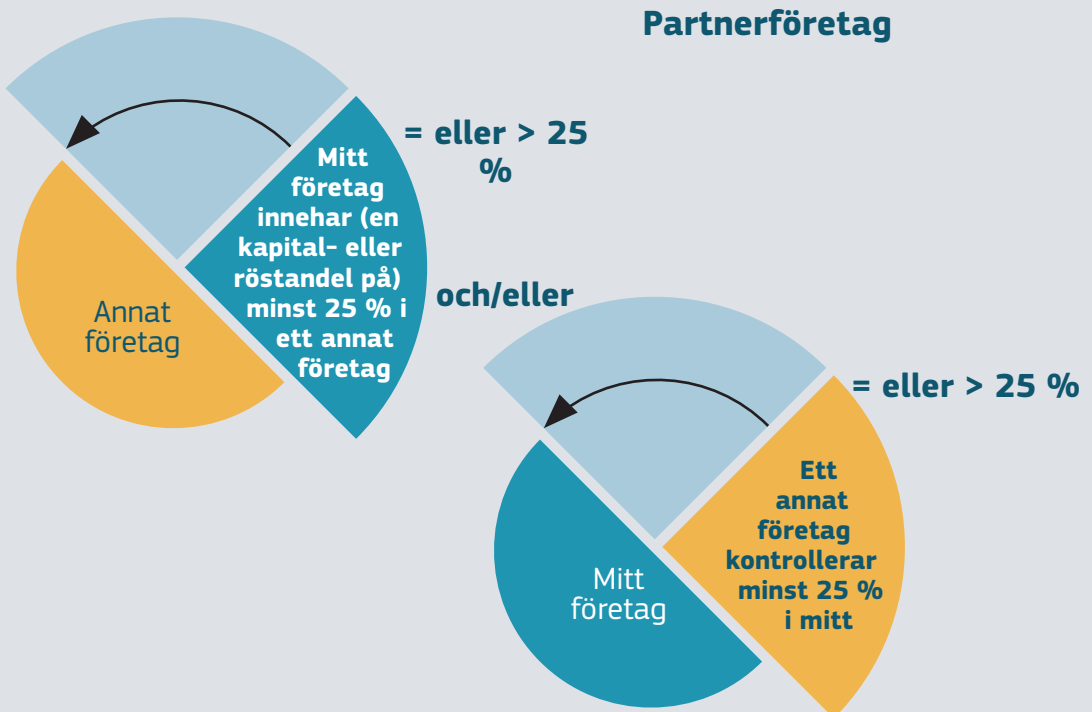 Partnerföretag
= eller > 25
%
Mitt
företag
innehar (en
kapital- eller
röstandel på)
minst 25 % i
ett annat
företag
Annat
företag
och/eller
= eller > 25 %
Ett
annat
företag
kontrollerar
minst 25 %
i mitt
Mitt
företag